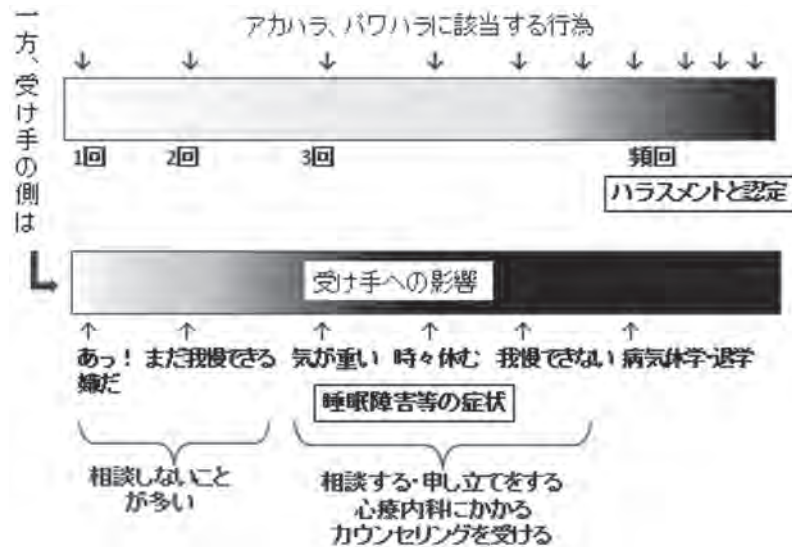 アカハラ、パワハラに該当する行為
一方、受け手の側は
1回 2回 3回 頻回
ハラスメントと認定
受け手への影響
あっ！嫌だ
まだ我慢できる
気が重い
時々休む
我慢できない
病気休学・退学
睡眠障害等の症状
相談しないこと
が多い
相談する・申し立てをする
心療内科にかかる
カウンセリングを受ける